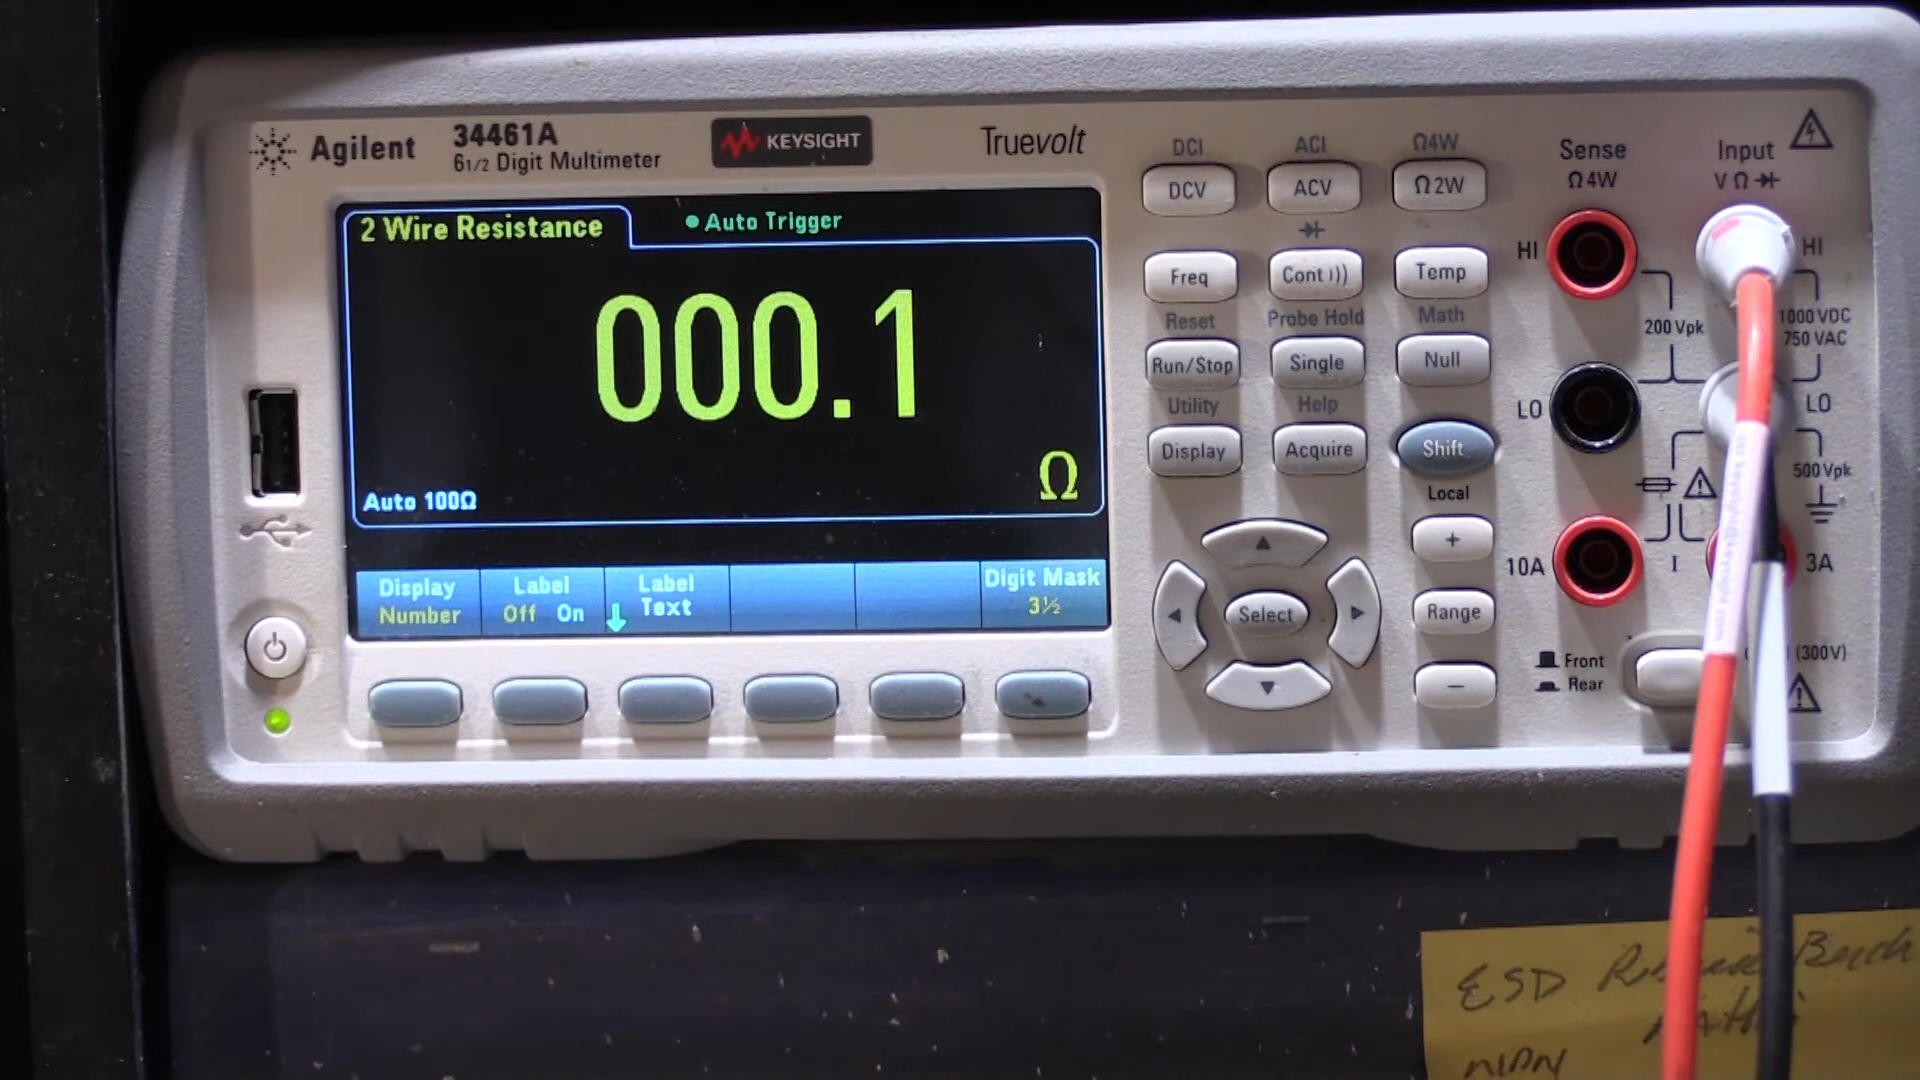 Agilent
34461A
6 1/2 Digit Multimeter
KEYSIGHT
Truevolt
2 Wire Resistance
Auto Trigger
000.1
Ω
Auto 100Ω
Display
Number
Label
Off On
Label
Text
Digit Mask
3½
DCI
ACI
Ω4W
DCV
ACV
Ω2W
Freq
Cont
Temp
Reset
Probe Hold
Math
Run/Stop
Single
Null
Utility
Help
Display
Acquire
Shift
Local
+
Select
Range
−
Sense
Ω4W
Input
V Ω
HI
HI
200 Vpk
1000 VDC
750 VAC
LO
LO
500 Vpk
10A
I
3A
Front
Rear
(300V)
ESD